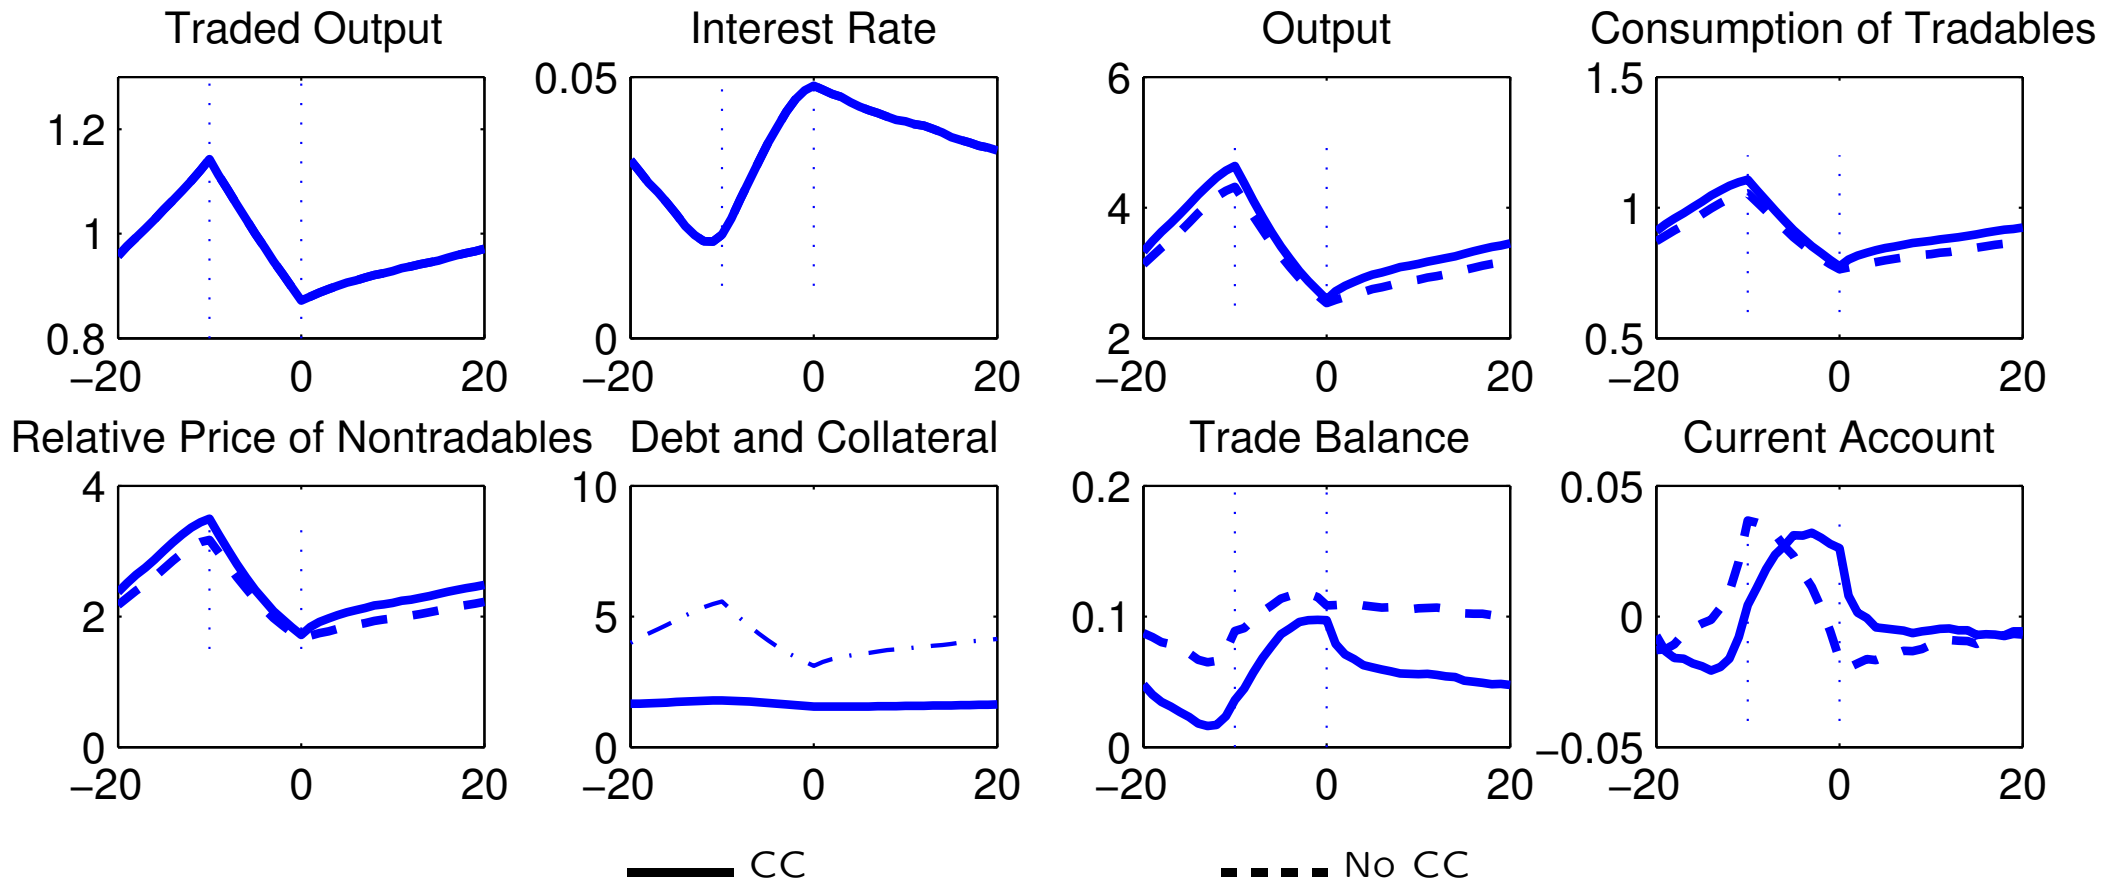 Traded Output
1.2
1
0.8
−20 0 20
Interest Rate
0.05
0
−20 0 20
Output
6
4
2
−20 0 20
Consumption of Tradables
1.5
1
0.5
−20 0 20
Relative Price of Nontradables
4
2
0
−20 0 20
Debt and Collateral
10
5
0
−20 0 20
Trade Balance
0.2
0.1
0
−20 0 20
Current Account
0.05
0
−0.05
−20 0 20
CC
No CC